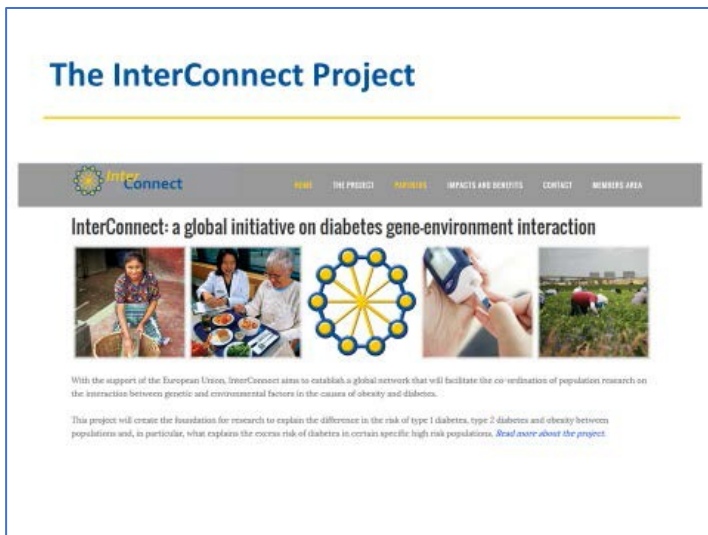 The InterConnect Project
Inter
Connect
HOME THE PROJECT PARTNERS IMPACTS AND BENEFITS CONTACT MEMBERS AREA
InterConnect: a global initiative on diabetes gene-environment interaction
With the support of the European Union, InterConnect aims to establish a global network that will facilitate the co-ordination of population research on
the interaction between genetic and environmental factors in the causes of obesity and diabetes.
This project will create the foundation for research to explain the difference in the risk of type 1 diabetes, type 2 diabetes and obesity between
populations and, in particular, what explains the excess risk of diabetes in certain specific high risk populations. Read more about the project.